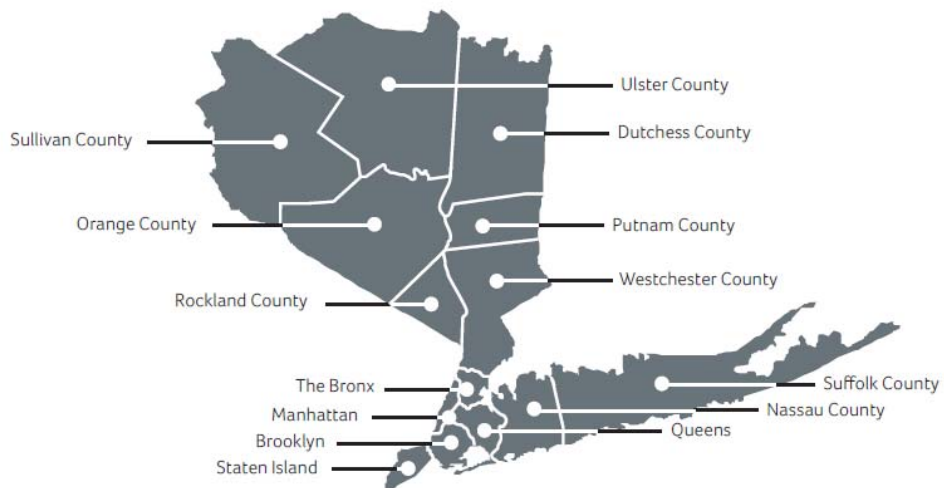 Ulster County
Dutchess County
Sullivan County
Orange County
Putnam County
Westchester County
Rockland County
The Bronx
Suffolk County
Manhattan
Nassau County
Queens
Brooklyn
Staten Island